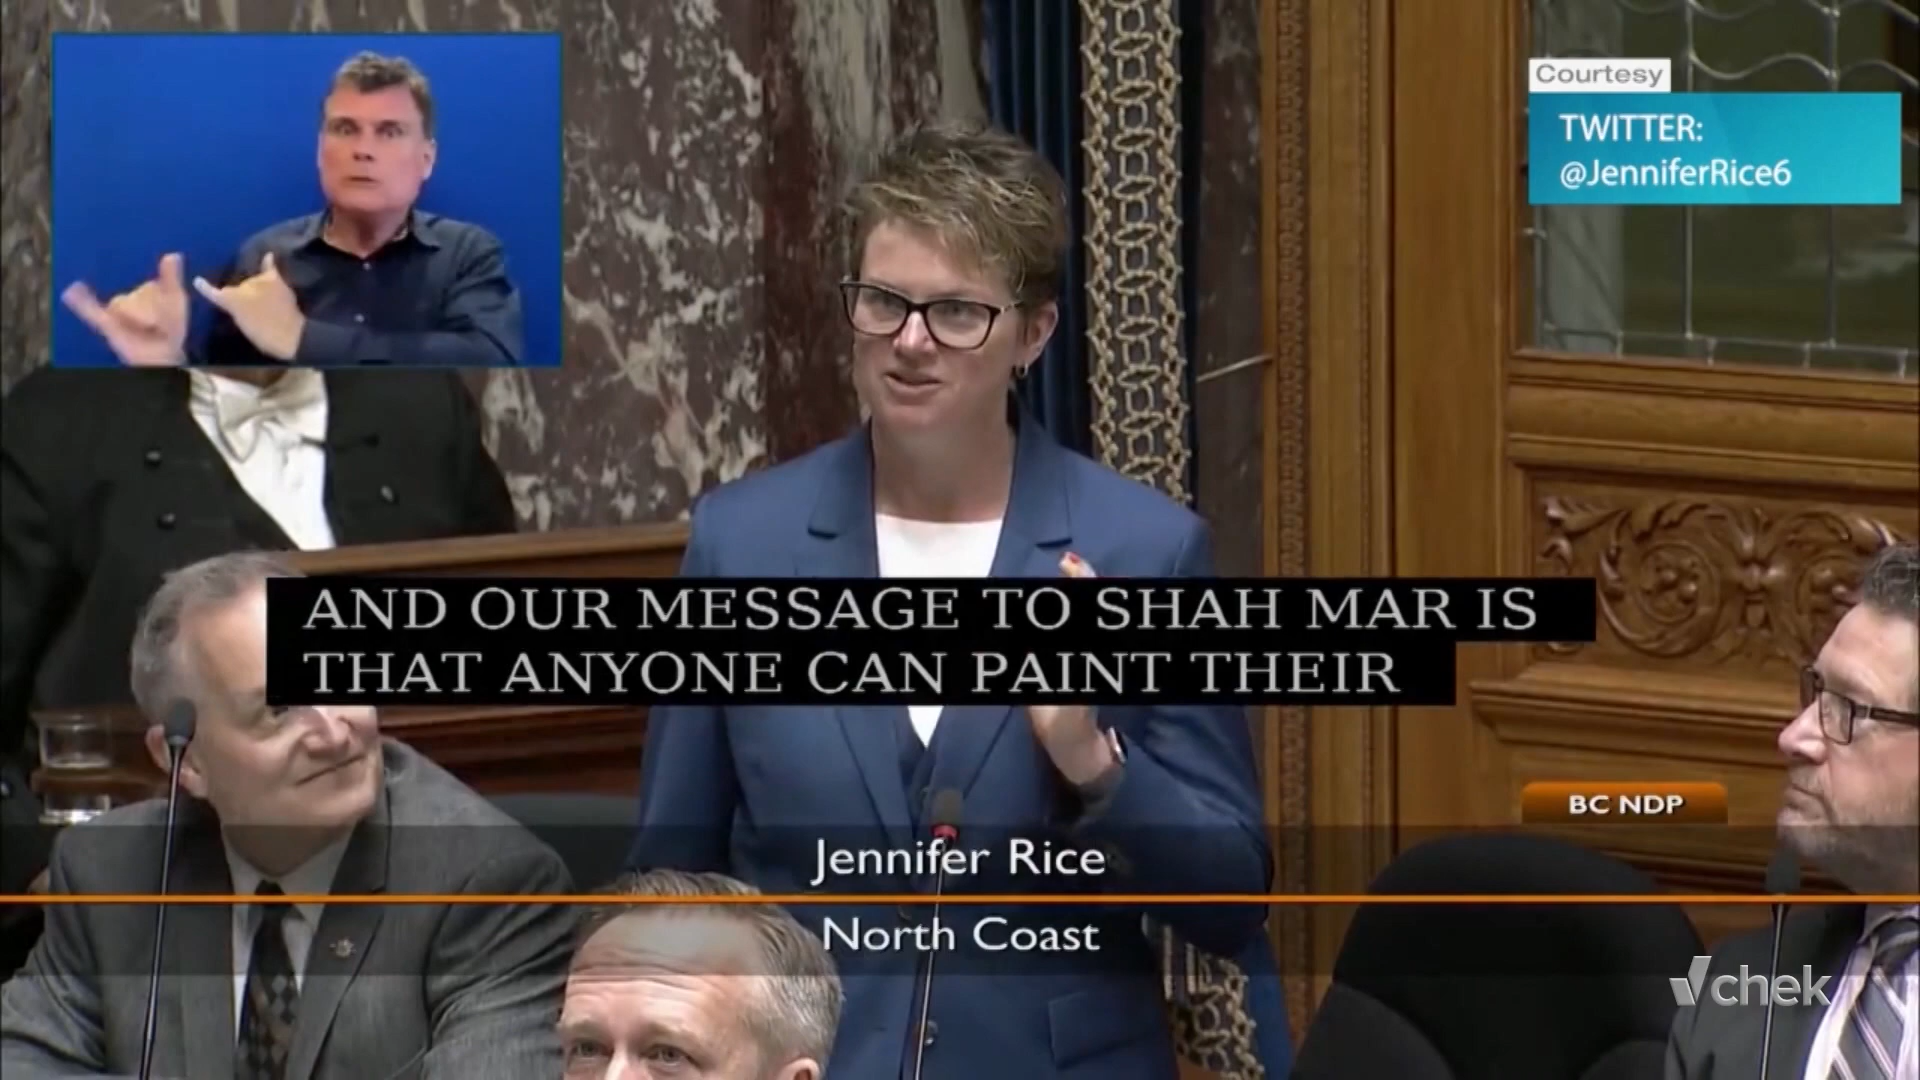 Courtesy
TWITTER:
@JenniferRice6
AND OUR MESSAGE TO SHAH MAR IS
THAT ANYONE CAN PAINT THEIR
BC NDP
Jennifer Rice
North Coast
chek